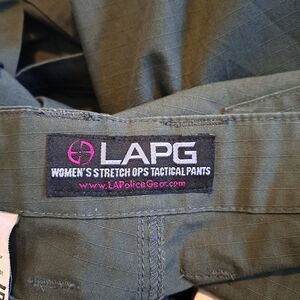 LAPG
WOMEN'S STRETCH OPS TACTICAL PANTS
www.LAPoliceGear.com